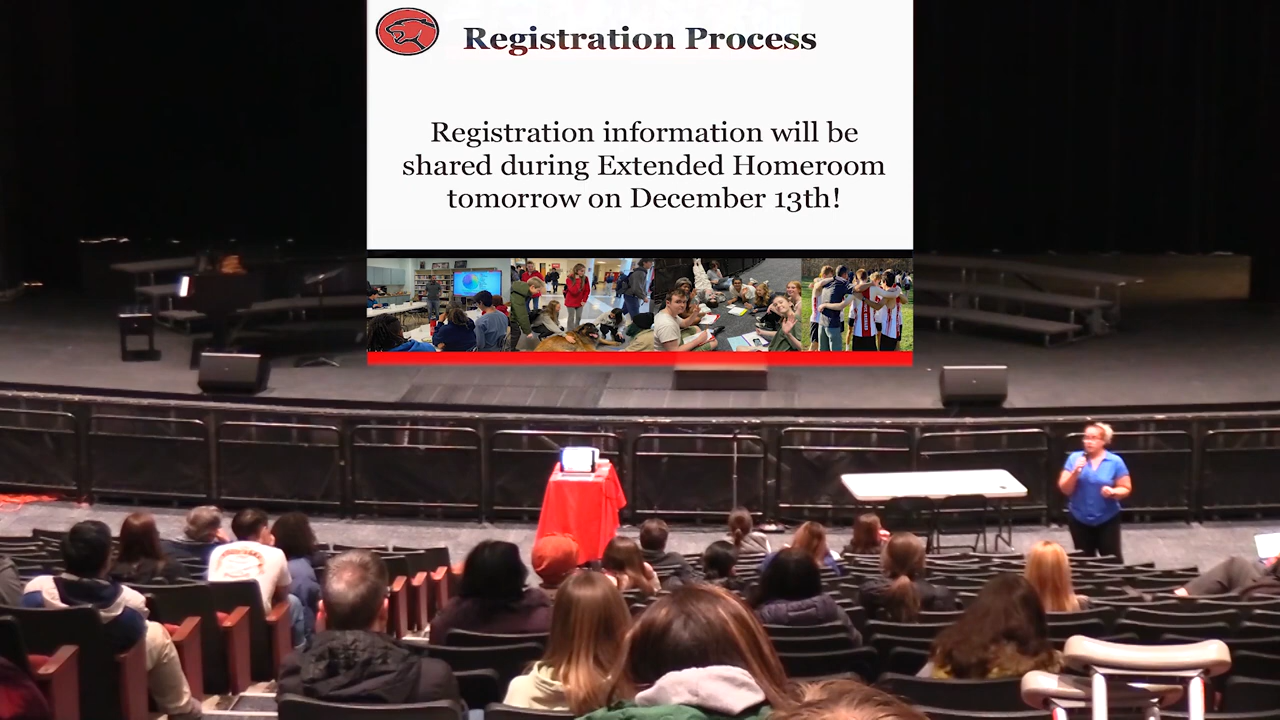 Registration Process
Registration information will be
shared during Extended Homeroom
tomorrow on December 13th!